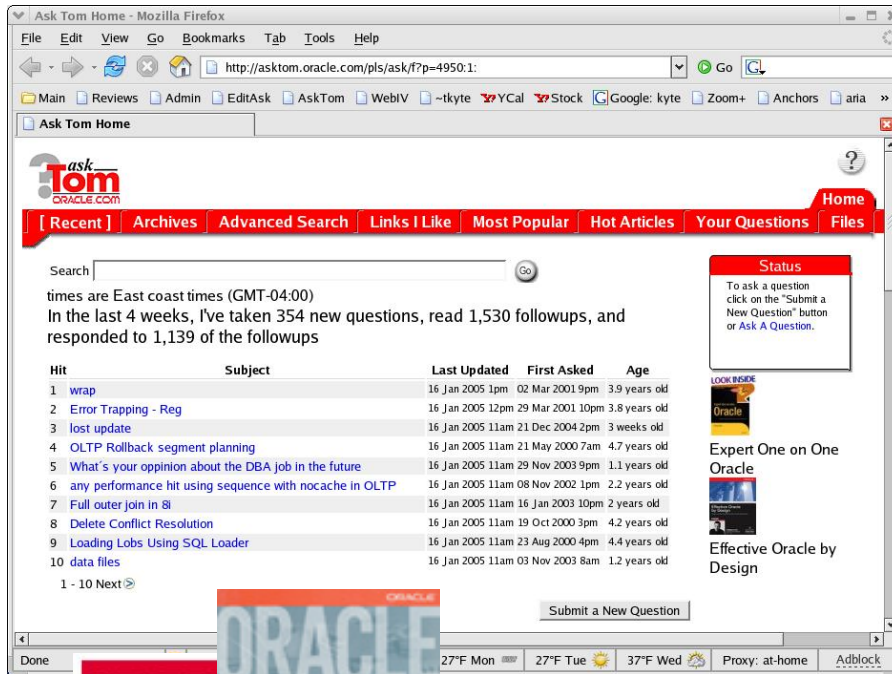 Ask Tom Home - Mozilla Firefox
File Edit View Go Bookmarks Tab Tools Help
http://asktom.oracle.com/pls/ask/f?p=4950:1: Go G
Main Reviews Admin EditAsk AskTom WebIV ~tkyte YCal Stock Google: kyte Zoom+ Anchors aria »
Ask Tom Home
ask
Tom
ORACLE.COM
?
Home
[ Recent ] Archives Advanced Search Links I Like Most Popular Hot Articles Your Questions Files
Search Go
times are East coast times (GMT-04:00)
In the last 4 weeks, I've taken 354 new questions, read 1,530 followups, and
responded to 1,139 of the followups
Hit Subject Last Updated First Asked Age
1 wrap 16 Jan 2005 1pm 02 Mar 2001 9pm 3.9 years old
2 Error Trapping - Reg 16 Jan 2005 12pm 29 Mar 2001 10pm 3.8 years old
3 lost update 16 Jan 2005 11am 21 Dec 2004 2pm 3 weeks old
4 OLTP Rollback segment planning 16 Jan 2005 11am 21 May 2000 7am 4.7 years old
5 What´s your oppinion about the DBA job in the future 16 Jan 2005 11am 29 Nov 2003 9pm 1.1 years old
6 any performance hit using sequence with nocache in OLTP 16 Jan 2005 11am 08 Nov 2002 1pm 2.2 years old
7 Full outer join in 8i 16 Jan 2005 11am 16 Jan 2003 10pm 2 years old
8 Delete Conflict Resolution 16 Jan 2005 11am 19 Oct 2000 3pm 4.2 years old
9 Loading Lobs Using SQL Loader 16 Jan 2005 11am 23 Aug 2000 4pm 4.4 years old
10 data files 16 Jan 2005 11am 03 Nov 2003 8am 1.2 years old
1 - 10 Next
Submit a New Question
Status
To ask a question
click on the "Submit a
New Question" button
or Ask A Question.
LOOK INSIDE
Oracle
Expert One on One
Oracle
Effective Oracle by
Design
ORACLE
ORACLE
Done 27°F Mon 27°F Tue 37°F Wed Proxy: at-home Adblock